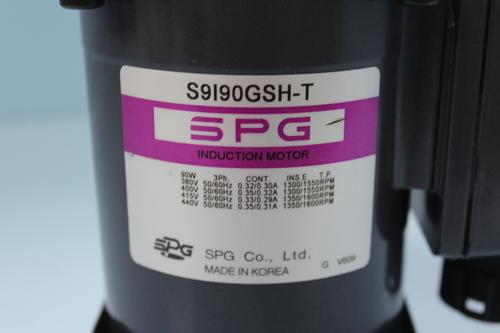 S9I90GSH-T
SPG
INDUCTION MOTOR
90W 3Ph. CONT. INS.E T.P.
380V 50/60Hz 0.32/0.30A 1300/1550RPM
400V 50/60Hz 0.35/0.32A 1300/1550RPM
415V 50/60Hz 0.33/0.29A 1350/1600RPM
440V 50/60Hz 0.35/0.31A 1350/1600RPM
SPG SPG Co., Ltd.
MADE IN KOREA G V609